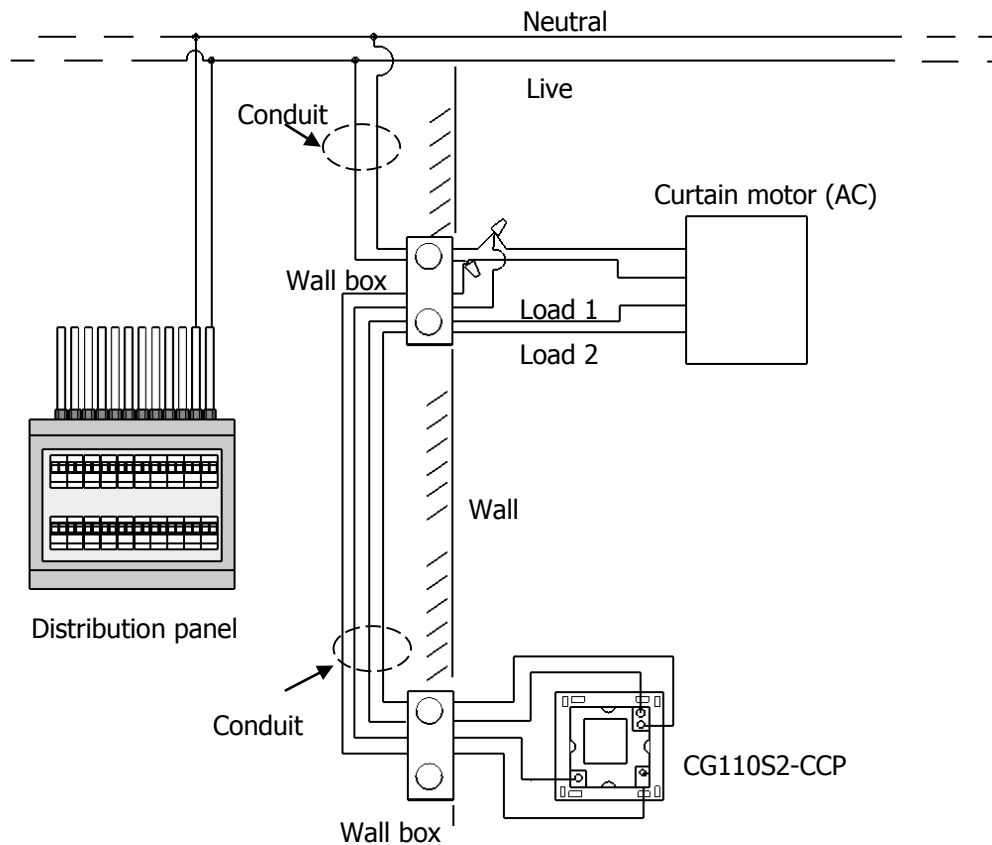 Neutral
Live
Conduit
Curtain motor (AC)
Wall box
Load 1
Load 2
Wall
Distribution panel
Conduit
CG110S2-CCP
Wall box